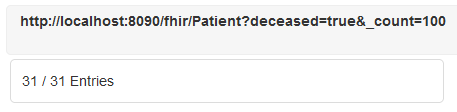 http://localhost:8090/fhir/Patient?deceased=true&_count=100
31 / 31 Entries